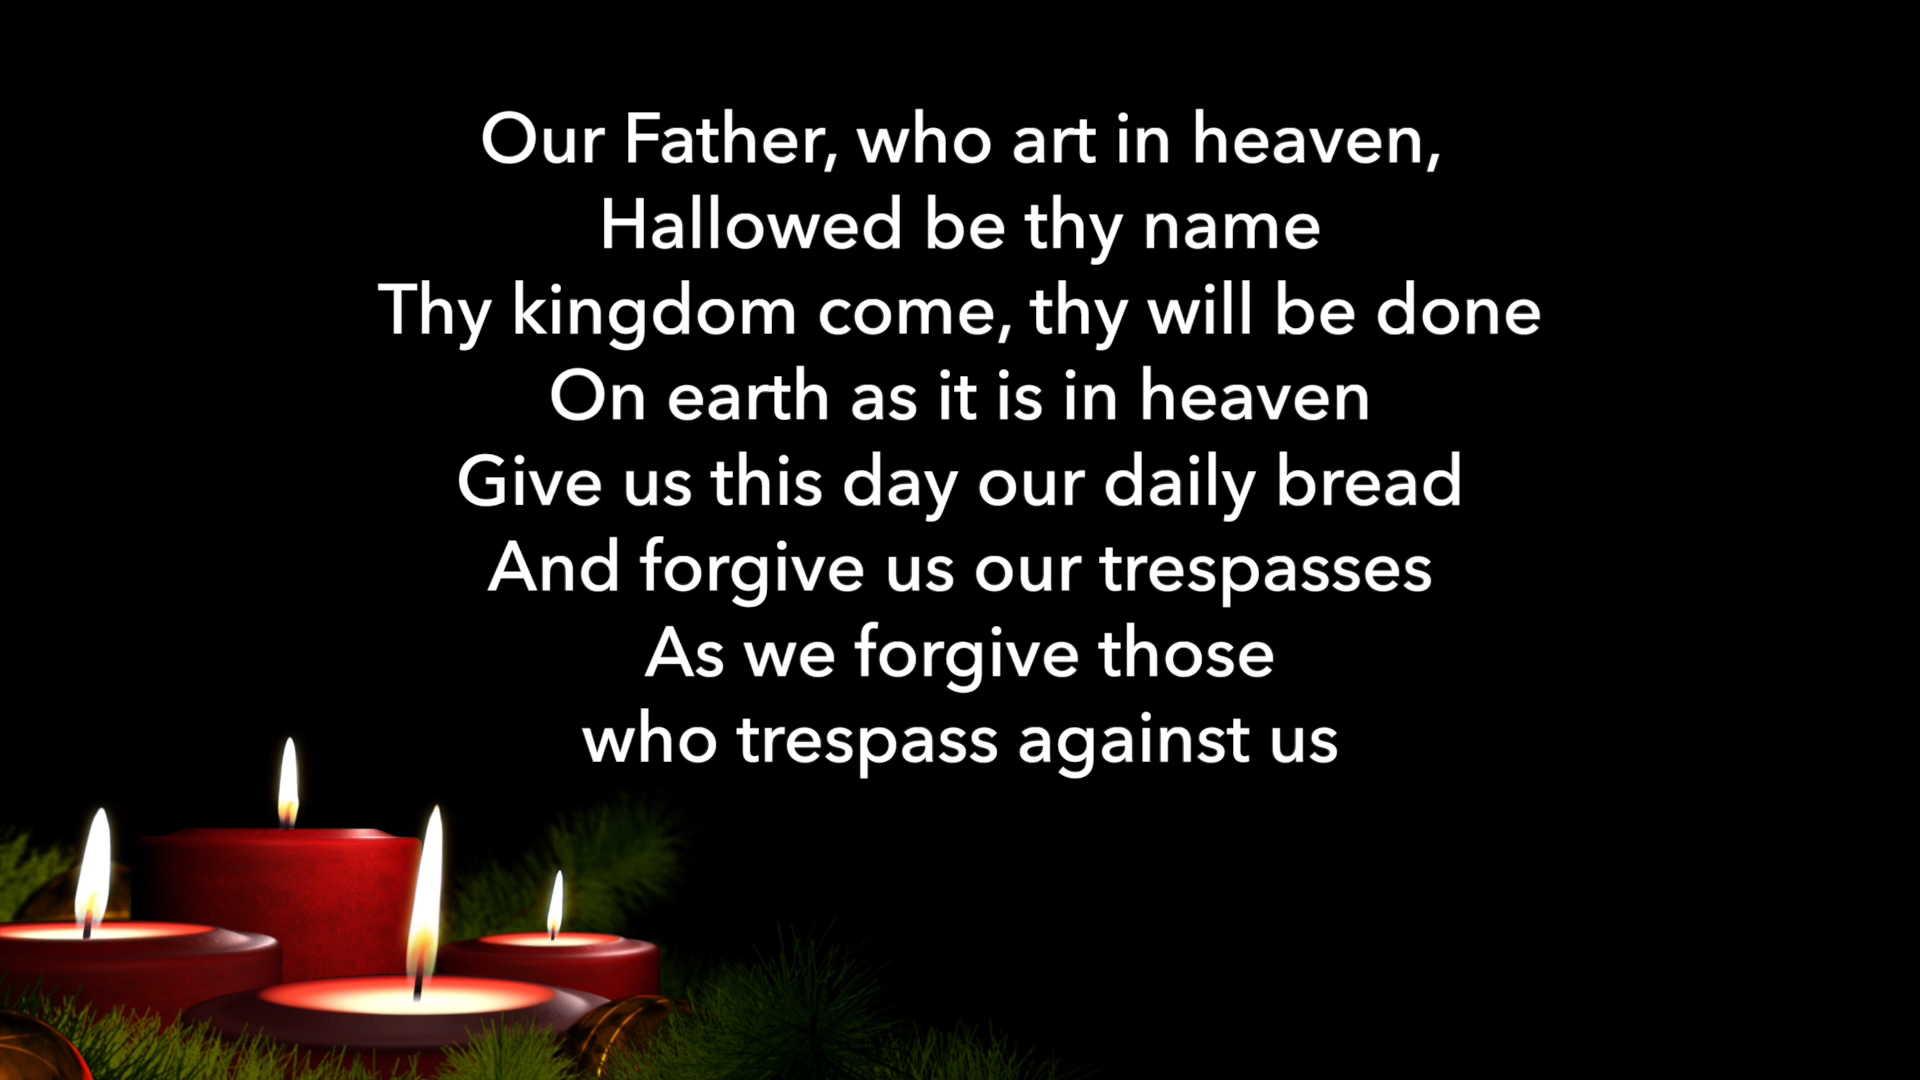 Our Father, who art in heaven,
Hallowed be thy name
Thy kingdom come, thy will be done
On earth as it is in heaven
Give us this day our daily bread
And forgive us our trespasses
As we forgive those
who trespass against us